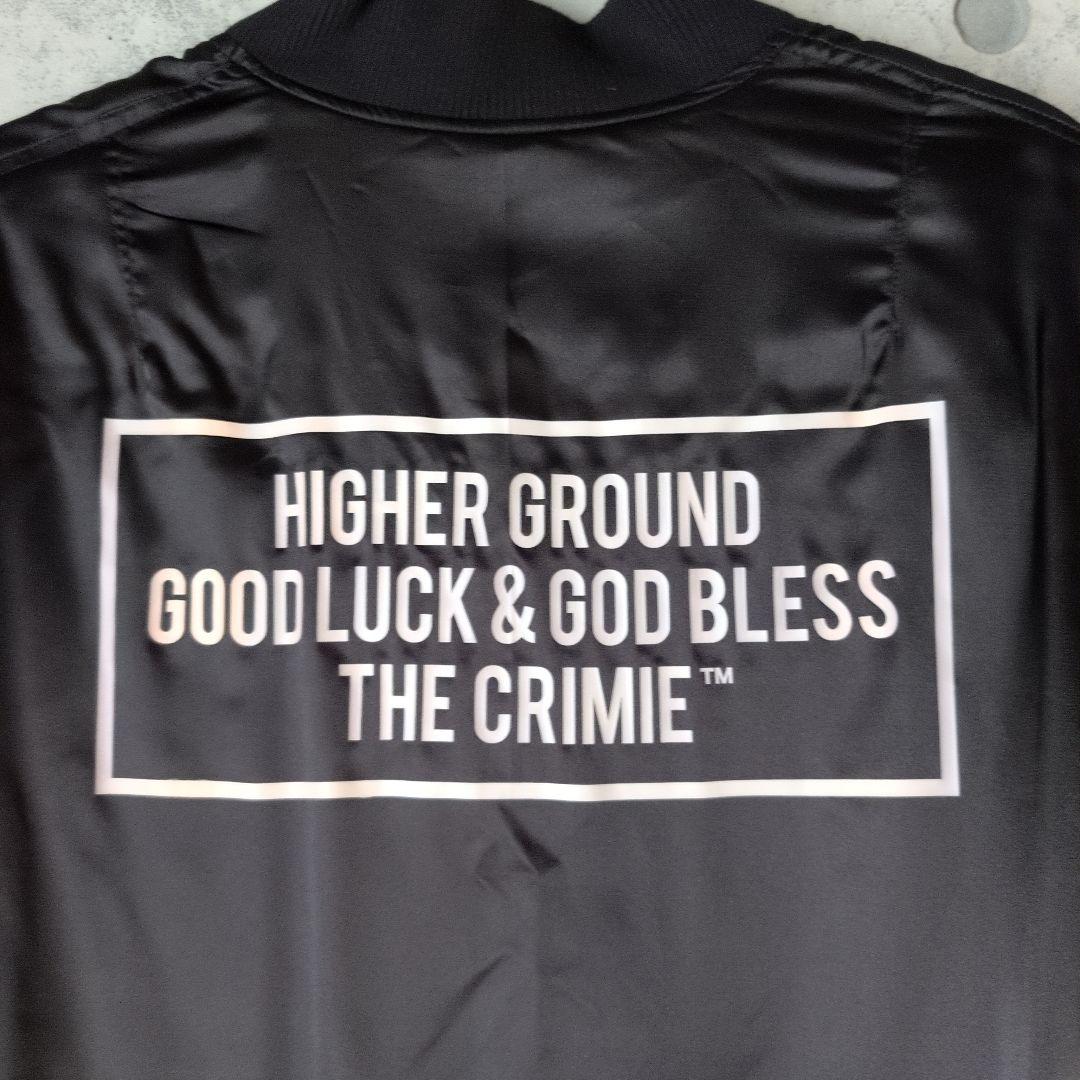 HIGHER GROUND
GOOD LUCK & GOD BLESS
THE CRIMIE™